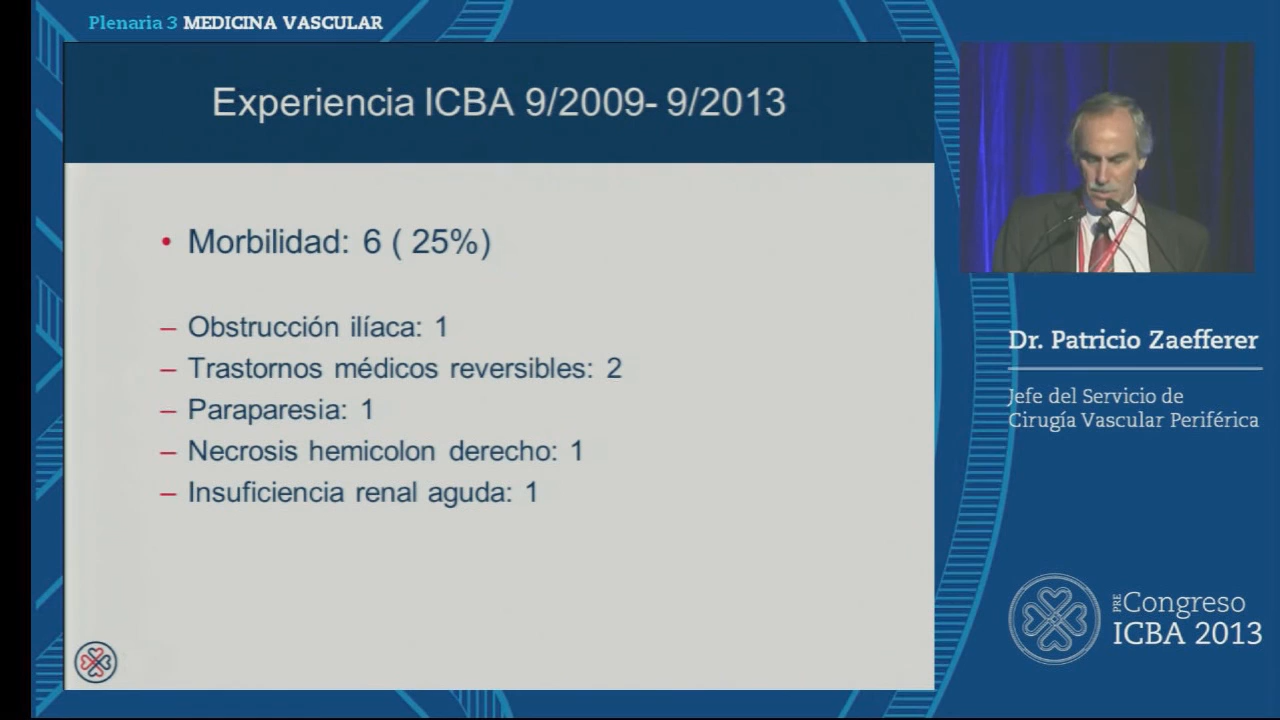 Plenaria 3 MEDICINA VASCULAR
Experiencia ICBA 9/2009- 9/2013
• Morbilidad: 6 ( 25%)
– Obstrucción ilíaca: 1
– Trastornos médicos reversibles: 2
– Paraparesia: 1
– Necrosis hemicolon derecho: 1
– Insuficiencia renal aguda: 1
Dr. Patricio Zaefferer
Jefe del Servicio de
Cirugía Vascular Periférica
PRE Congreso
ICBA 2013